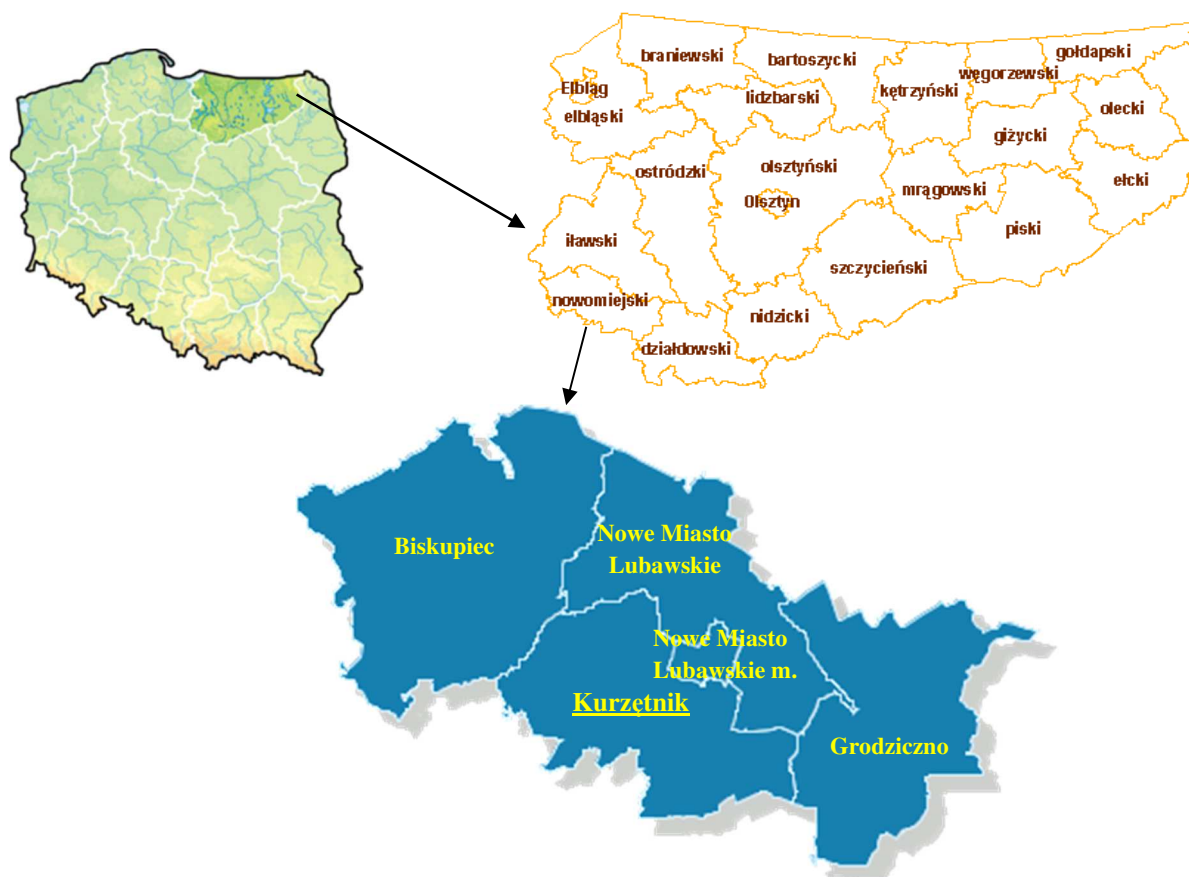 gołdapski
braniewski
bartoszycki
węgorzewski
Elbląg
kętrzyński
lidzbarski
olecki
elbląski
giżycki
ostródzki
olsztyński
ełcki
mrągowski
Olsztyn
iławski
piski
szczycieński
nowomiejski
nidzicki
działdowski
Biskupiec
Nowe Miasto
Lubawskie
Nowe Miasto
Lubawskie m.
Kurzętnik
Grodziczno